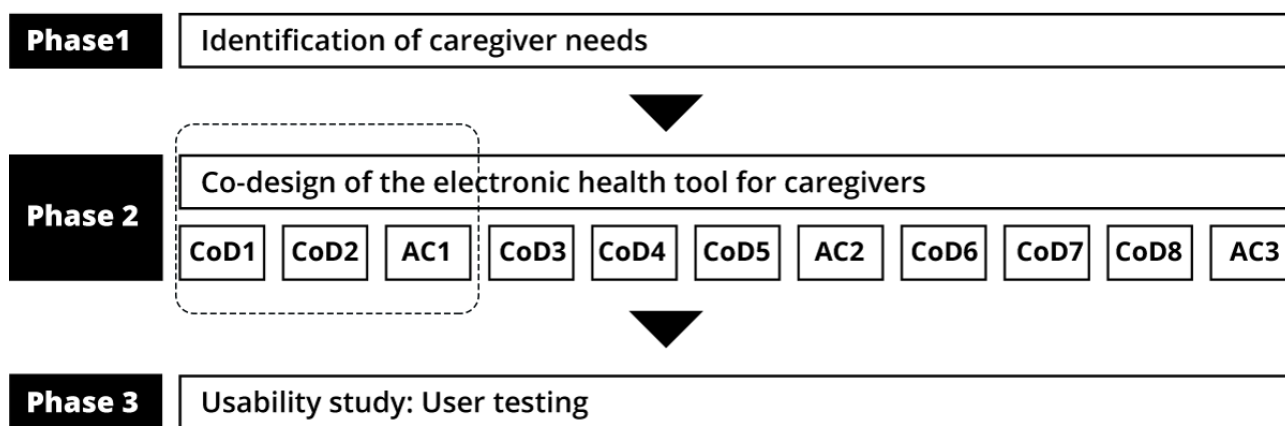 Phase1 Identification of caregiver needs
Phase 2 Co-design of the electronic health tool for caregivers
CoD1 CoD2 AC1 CoD3 CoD4 CoD5 AC2 CoD6 CoD7 CoD8 AC3
Phase 3 Usability study: User testing